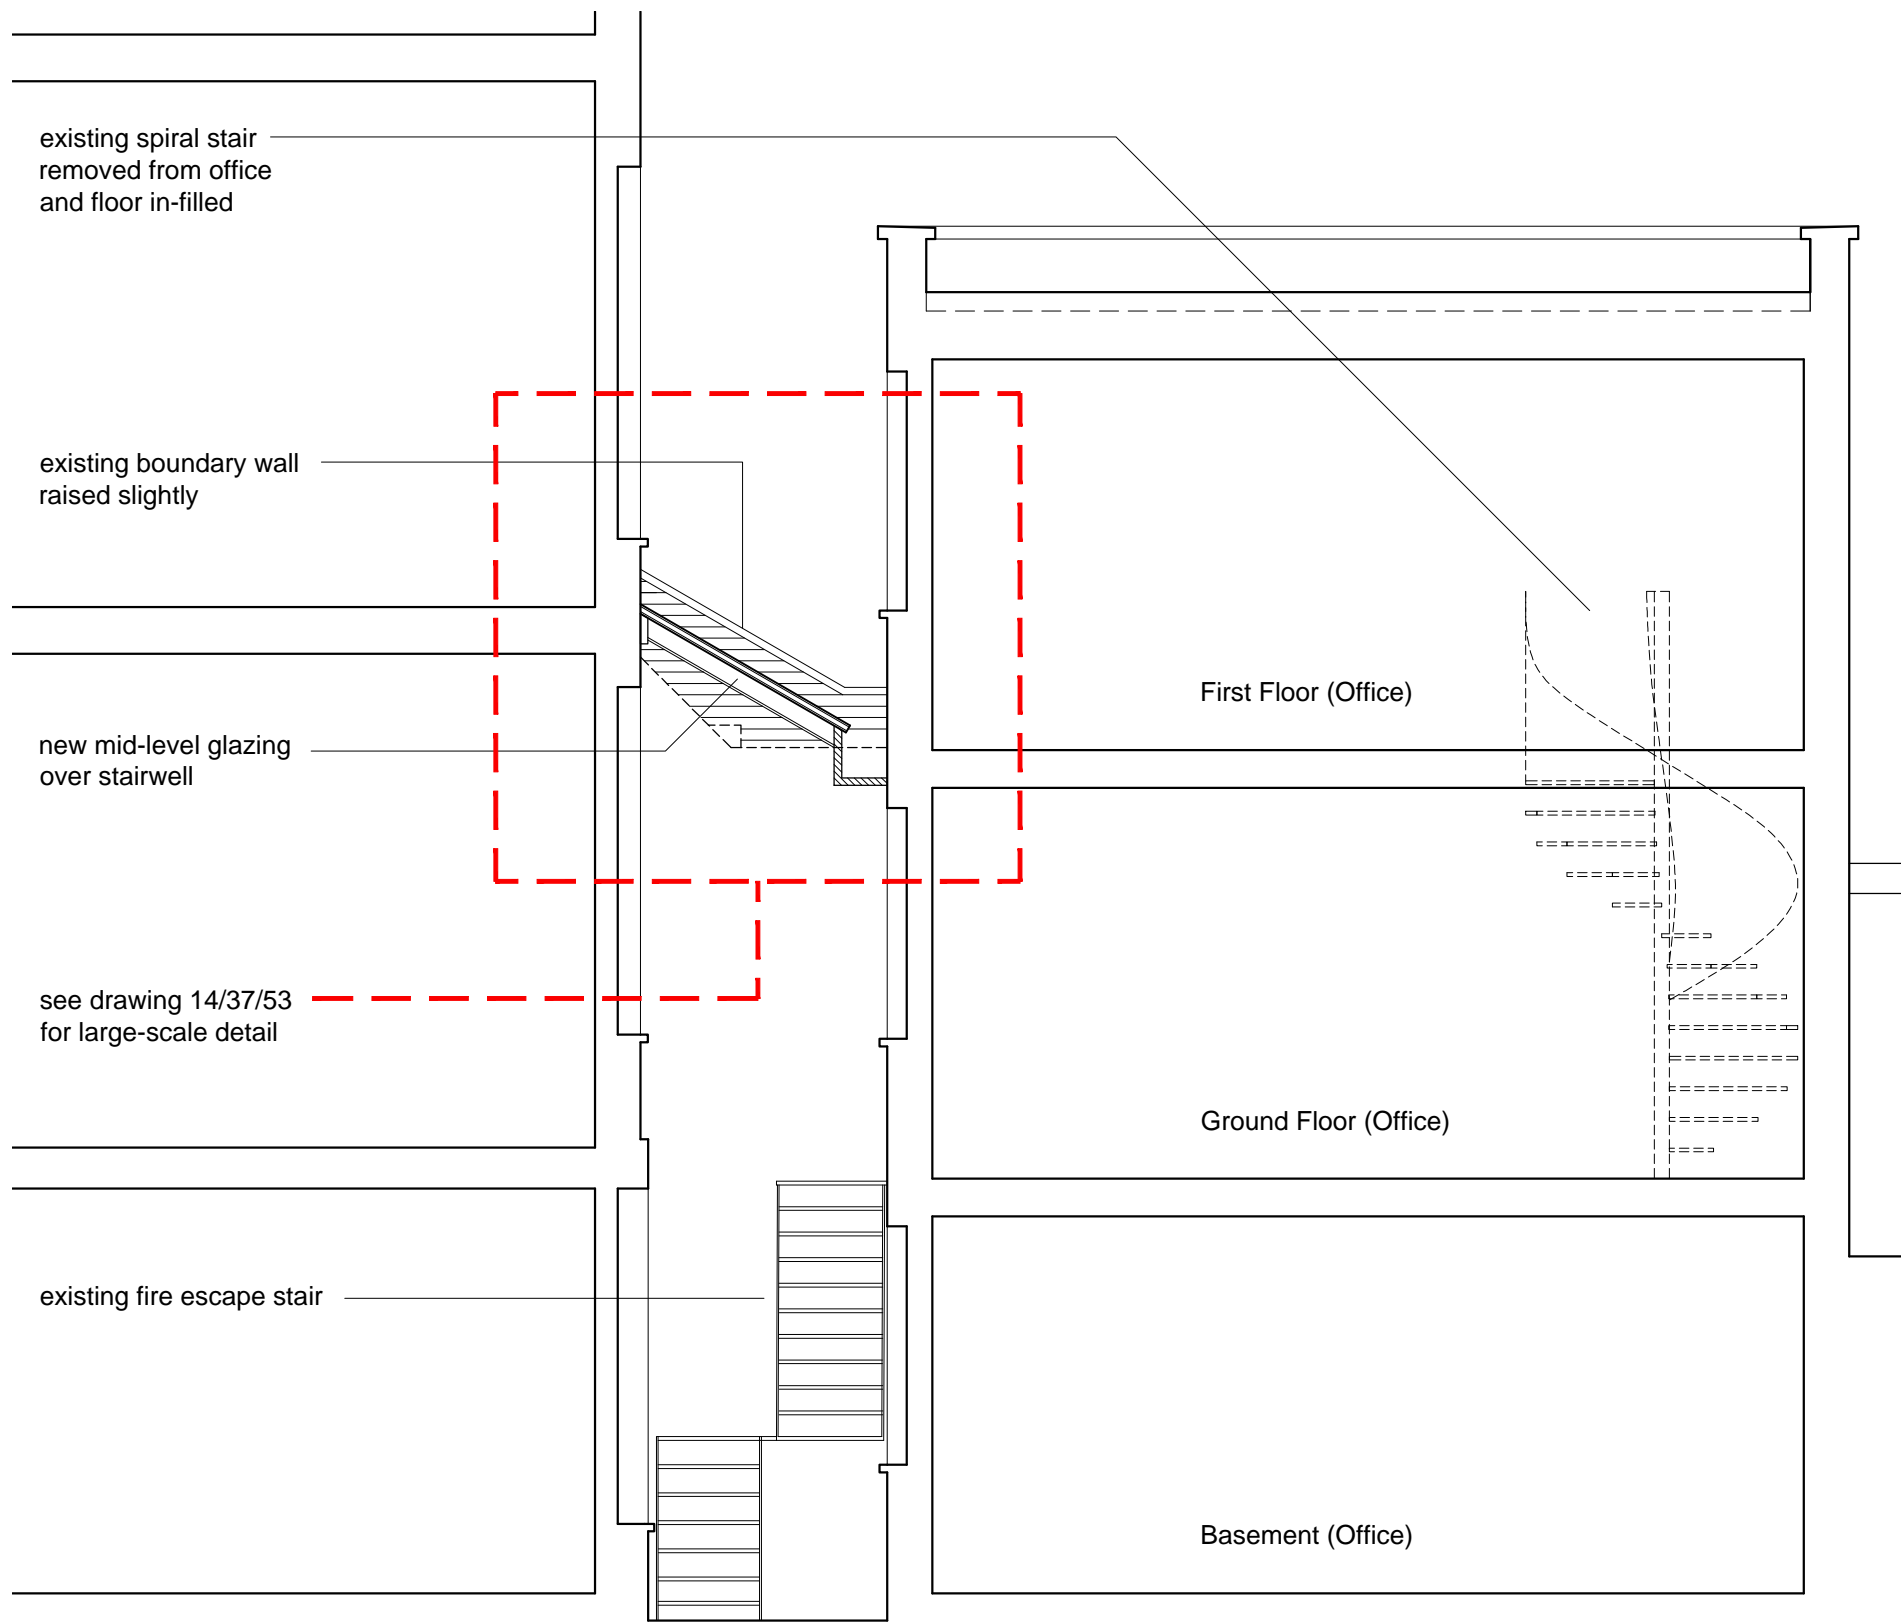 existing spiral stair
removed from office
and floor in-filled
existing boundary wall
raised slightly
First Floor (Office)
new mid-level glazing
over stairwell
see drawing 14/37/53
for large-scale detail
Ground Floor (Office)
existing fire escape stair
Basement (Office)